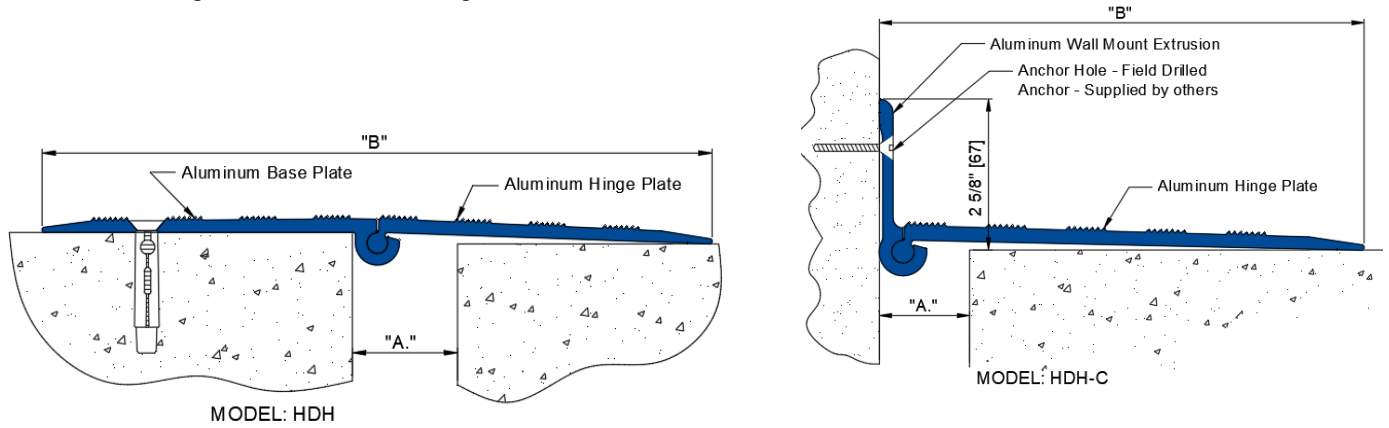 "B"
Aluminum Base Plate
Aluminum Hinge Plate
"A."
MODEL: HDH
"B"
Aluminum Wall Mount Extrusion
Anchor Hole - Field Drilled
Anchor - Supplied by others
2 5/8" [67]
Aluminum Hinge Plate
"A."
MODEL: HDH-C